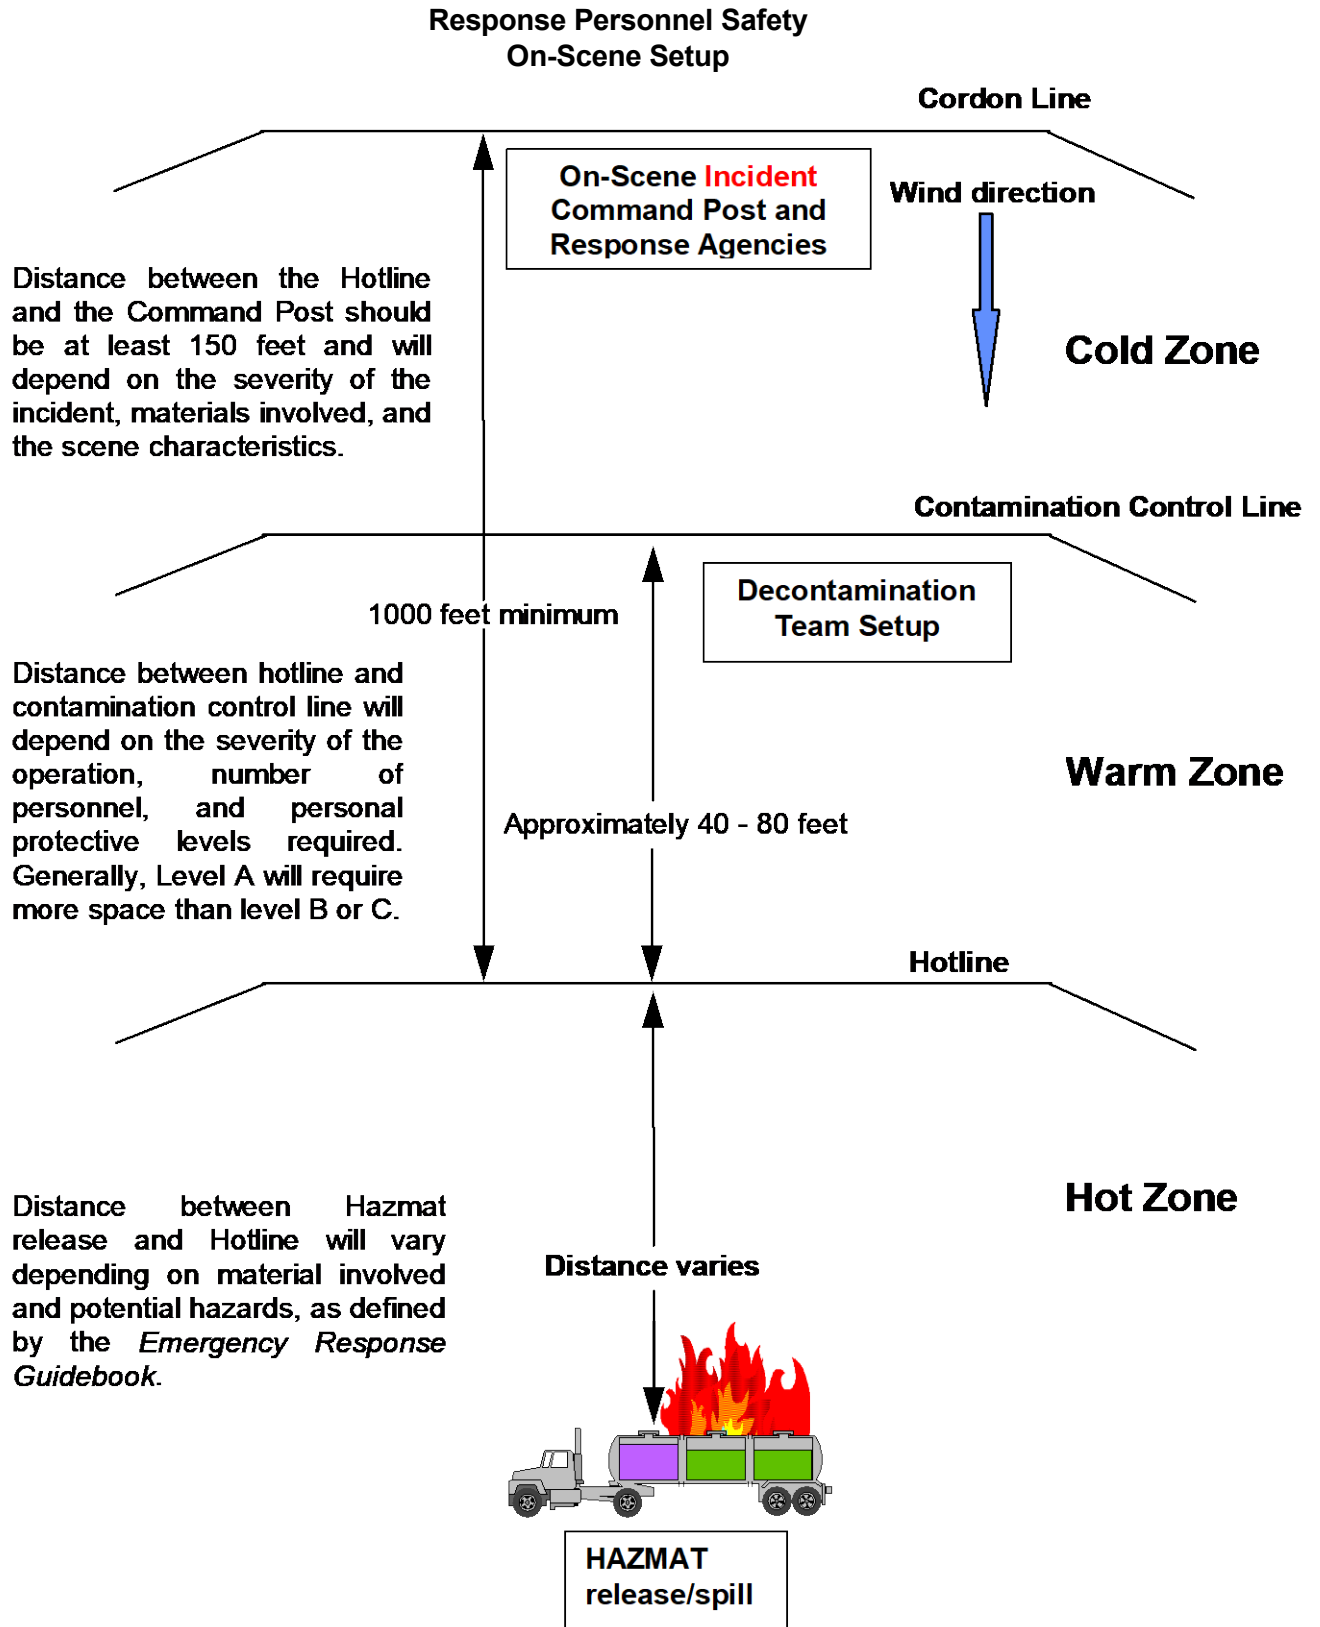 Response Personnel Safety
On-Scene Setup
Cordon Line
On-Scene Incident
Command Post and
Response Agencies
Wind direction
Distance between the Hotline
and the Command Post should
be at least 150 feet and will
depend on the severity of the
incident, materials involved, and
the scene characteristics.
Cold Zone
Contamination Control Line
Decontamination
Team Setup
1000 feet minimum
Distance between hotline and
contamination control line will
depend on the severity of the
operation, number of
personnel, and personal
protective levels required.
Generally, Level A will require
more space than level B or C.
Warm Zone
Approximately 40 - 80 feet
Hotline
Hot Zone
Distance between Hazmat
release and Hotline will vary
depending on material involved
and potential hazards, as defined
by the Emergency Response
Guidebook.
Distance varies
HAZMAT
release/spill